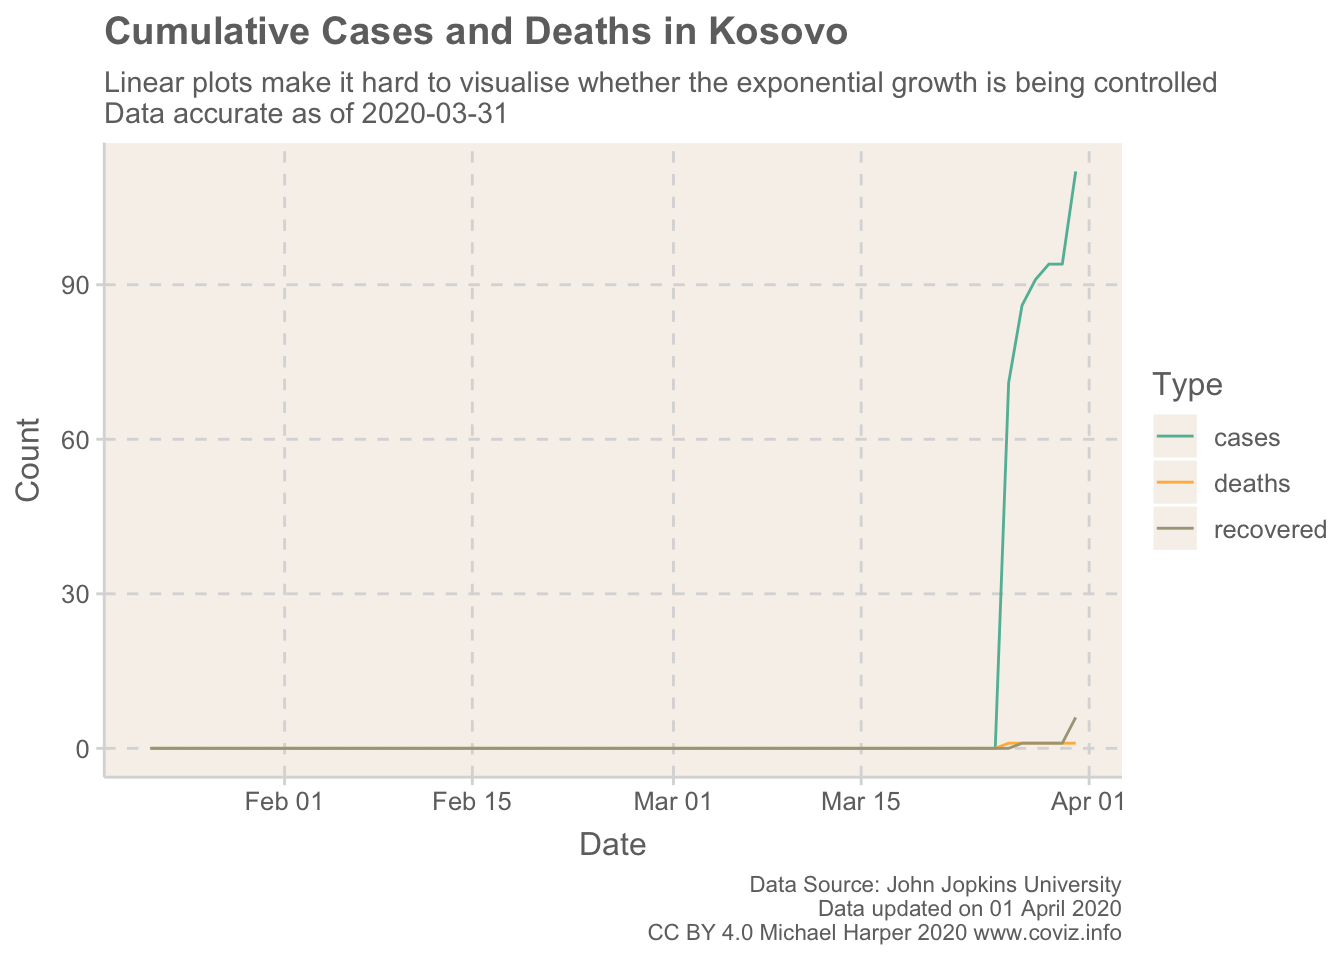 Cumulative Cases and Deaths in Kosovo
Linear plots make it hard to visualise whether the exponential growth is being controlled
Data accurate as of 2020-03-31
Count
90
60
30
0
Feb 01
Feb 15
Mar 01
Mar 15
Apr 01
Date
Type
cases
deaths
recovered
Data Source: John Jopkins University
Data updated on 01 April 2020
CC BY 4.0 Michael Harper 2020 www.coviz.info